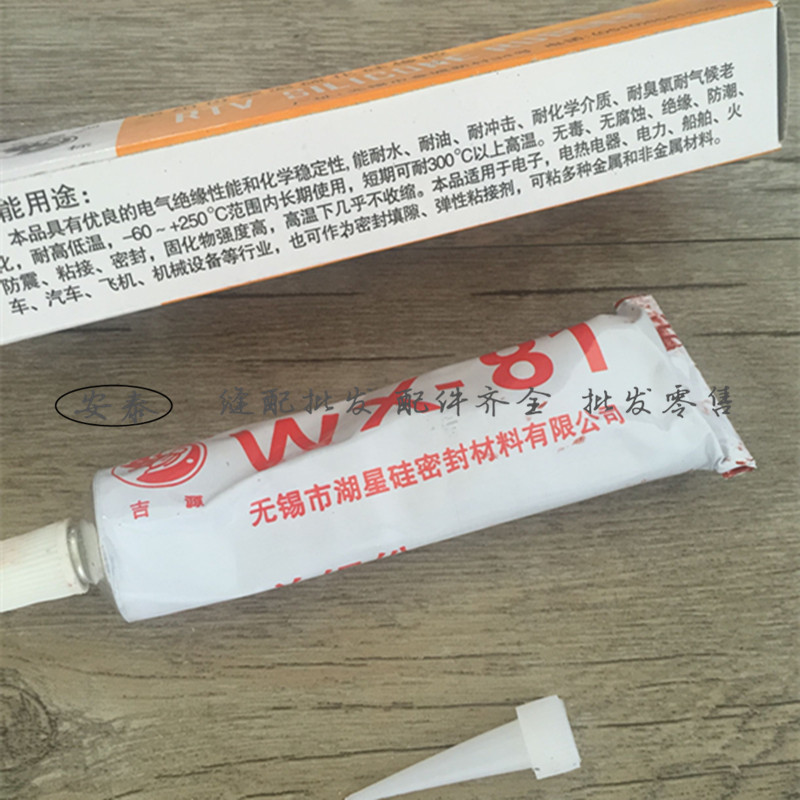 RTV SILICONE RUBBER
能用途：
本品具有优良的电气绝缘性能和化学稳定性，能耐水、耐油、耐冲击、耐化学介质、耐臭氧耐气候老
化，耐高低温，-60～+250℃范围内长期使用，短期可耐300℃以上高温。无毒、无腐蚀、绝缘、防潮、
防震、粘接、密封，固化物强度高，高温下几乎不收缩。本品适用于电子，电热电器、电力、船舶、火
车、汽车、飞机、机械设备等行业，也可作为密封填隙、弹性粘接剂，可粘多种金属和非金属材料。
安泰 缝配批发 配件齐全 批发零售
WX-81
吉源
无锡市湖星硅密封材料有限公司